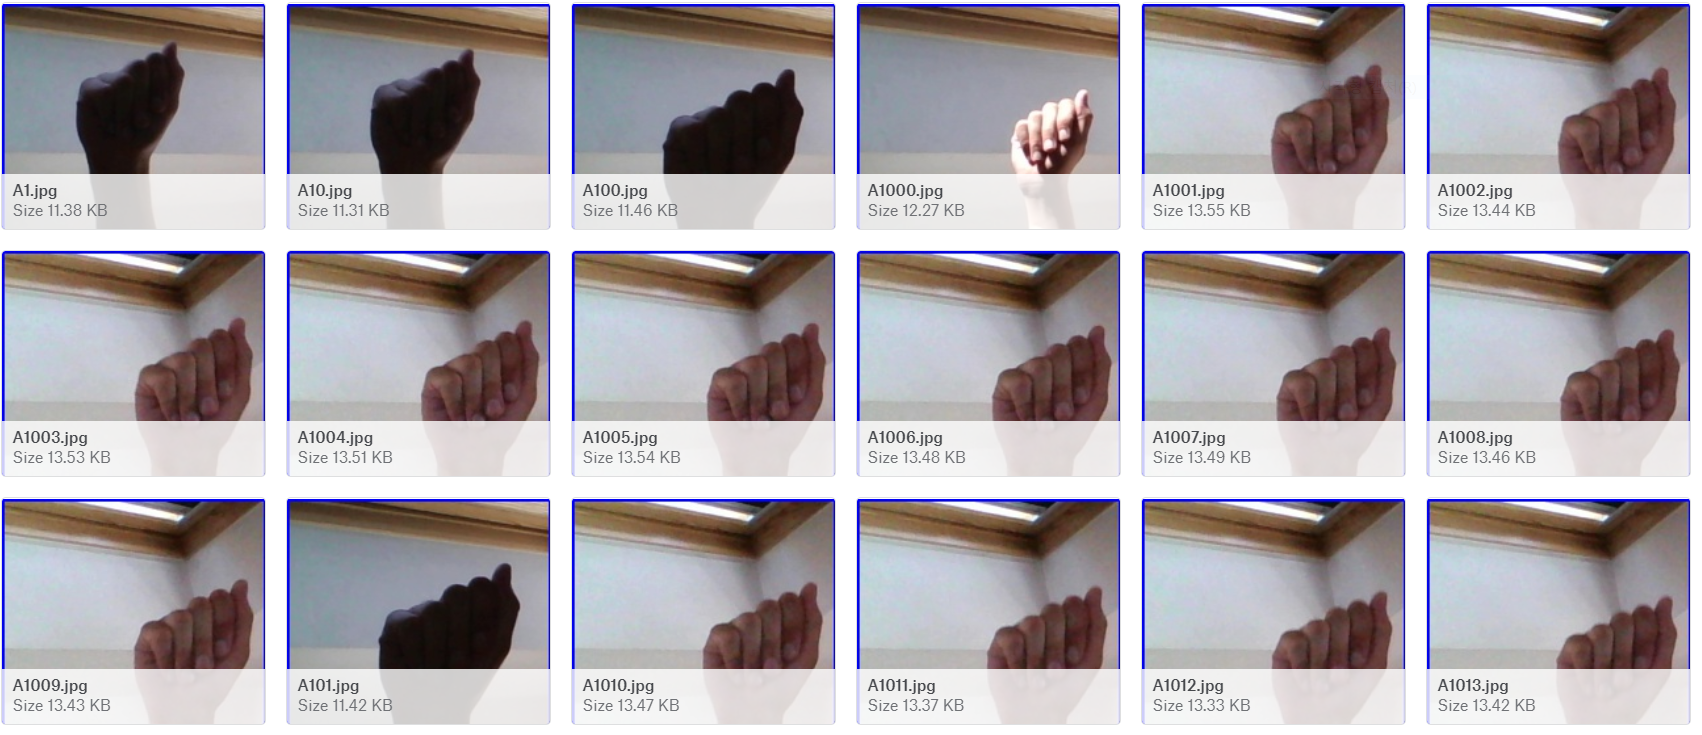 A1.jpg
Size 11.38 KB
A10.jpg
Size 11.31 KB
A100.jpg
Size 11.46 KB
A1000.jpg
Size 12.27 KB
A1001.jpg
Size 13.55 KB
A1002.jpg
Size 13.44 KB
A1003.jpg
Size 13.53 KB
A1004.jpg
Size 13.51 KB
A1005.jpg
Size 13.54 KB
A1006.jpg
Size 13.48 KB
A1007.jpg
Size 13.49 KB
A1008.jpg
Size 13.46 KB
A1009.jpg
Size 13.43 KB
A101.jpg
Size 11.42 KB
A1010.jpg
Size 13.47 KB
A1011.jpg
Size 13.37 KB
A1012.jpg
Size 13.33 KB
A1013.jpg
Size 13.42 KB